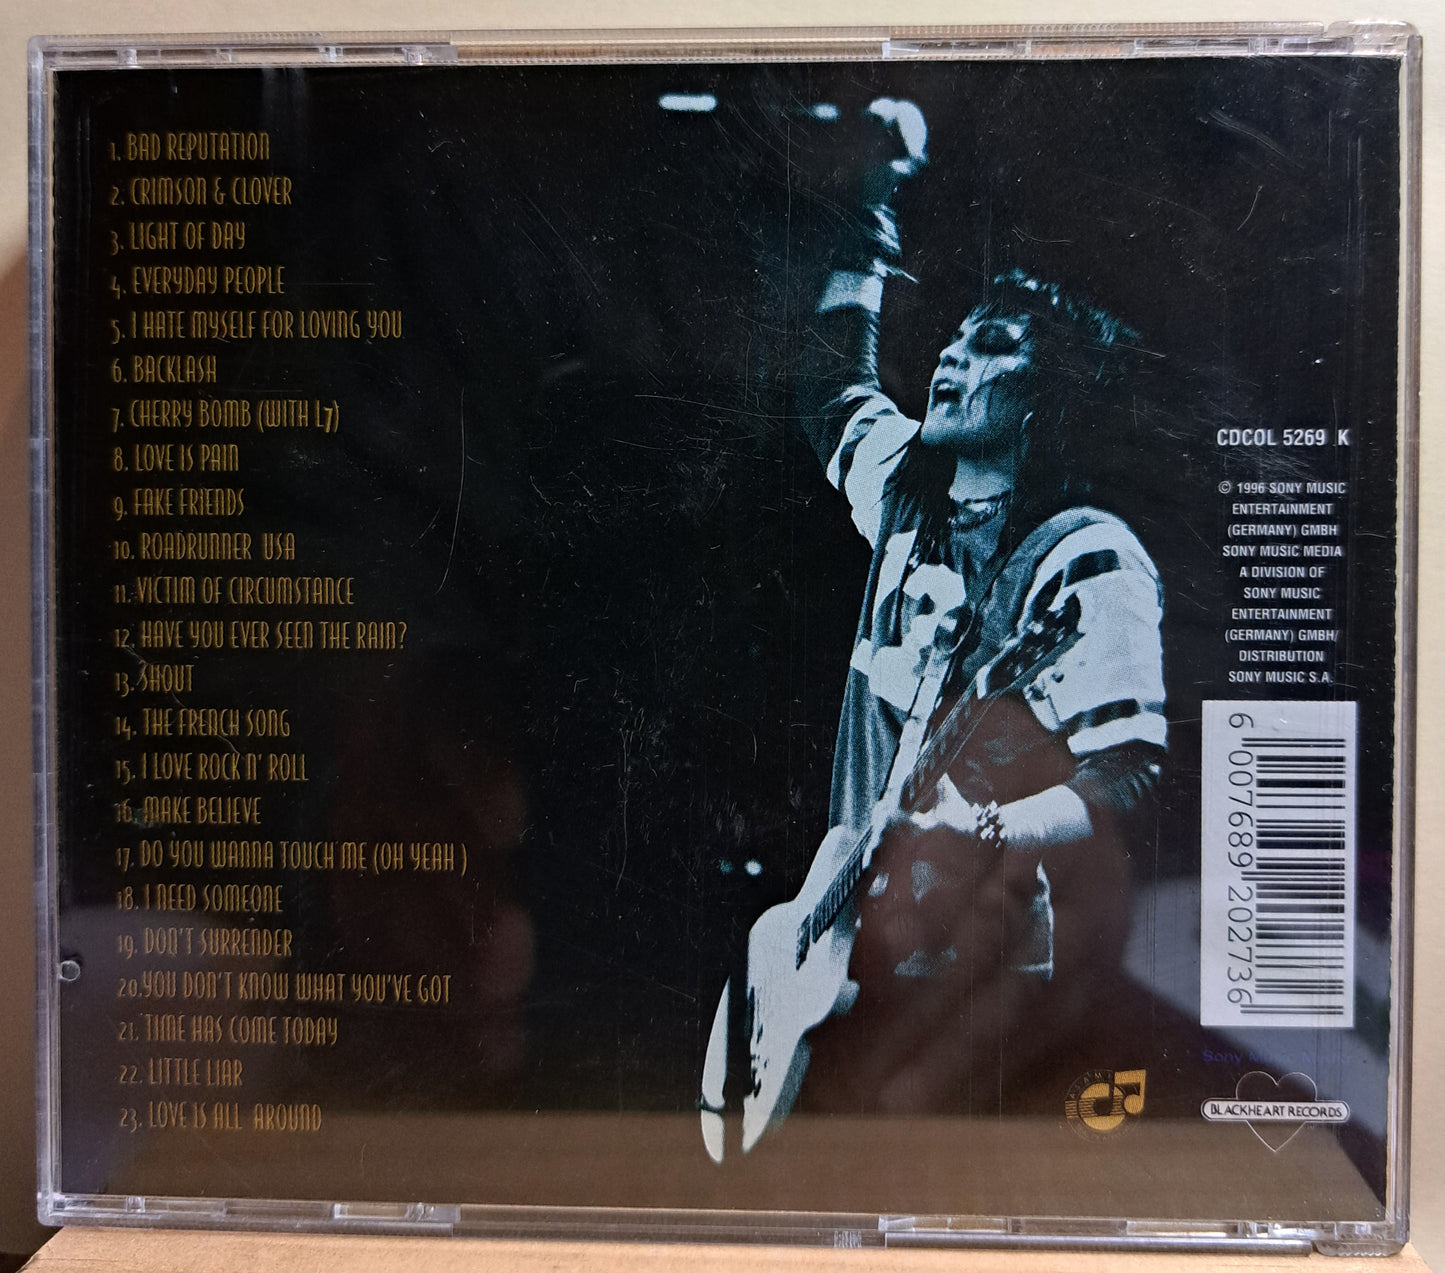 1. BAD REPUTATION
2. CRIMSON & CLOVER
3. LIGHT OF DAY
4. EVERYDAY PEOPLE
5. I HATE MYSELF FOR LOVING YOU
6. BACKLASH
7. CHERRY BOMB (WITH L7)
8. LOVE IS PAIN
9. FAKE FRIENDS
10. ROADRUNNER USA
11. VICTIM OF CIRCUMSTANCE
12. HAVE YOU EVER SEEN THE RAIN?
13. SHOUT
14. THE FRENCH SONG
15. I LOVE ROCK N' ROLL
16. MAKE BELIEVE
17. DO YOU WANNA TOUCH ME (OH YEAH )
18. I NEED SOMEONE
19. DON'T SURRENDER
20. YOU DON'T KNOW WHAT YOU'VE GOT
21. TIME HAS COME TODAY
22. LITTLE LIAR
23. LOVE IS ALL AROUND
CDCOL 5269 K
© 1996 SONY MUSIC
ENTERTAINMENT
(GERMANY) GMBH
SONY MUSIC MEDIA
A DIVISION OF
SONY MUSIC
ENTERTAINMENT
(GERMANY) GMBH/
DISTRIBUTION
SONY MUSIC S.A.
6 007689 202736
Sony Music
BLACKHEART RECORDS